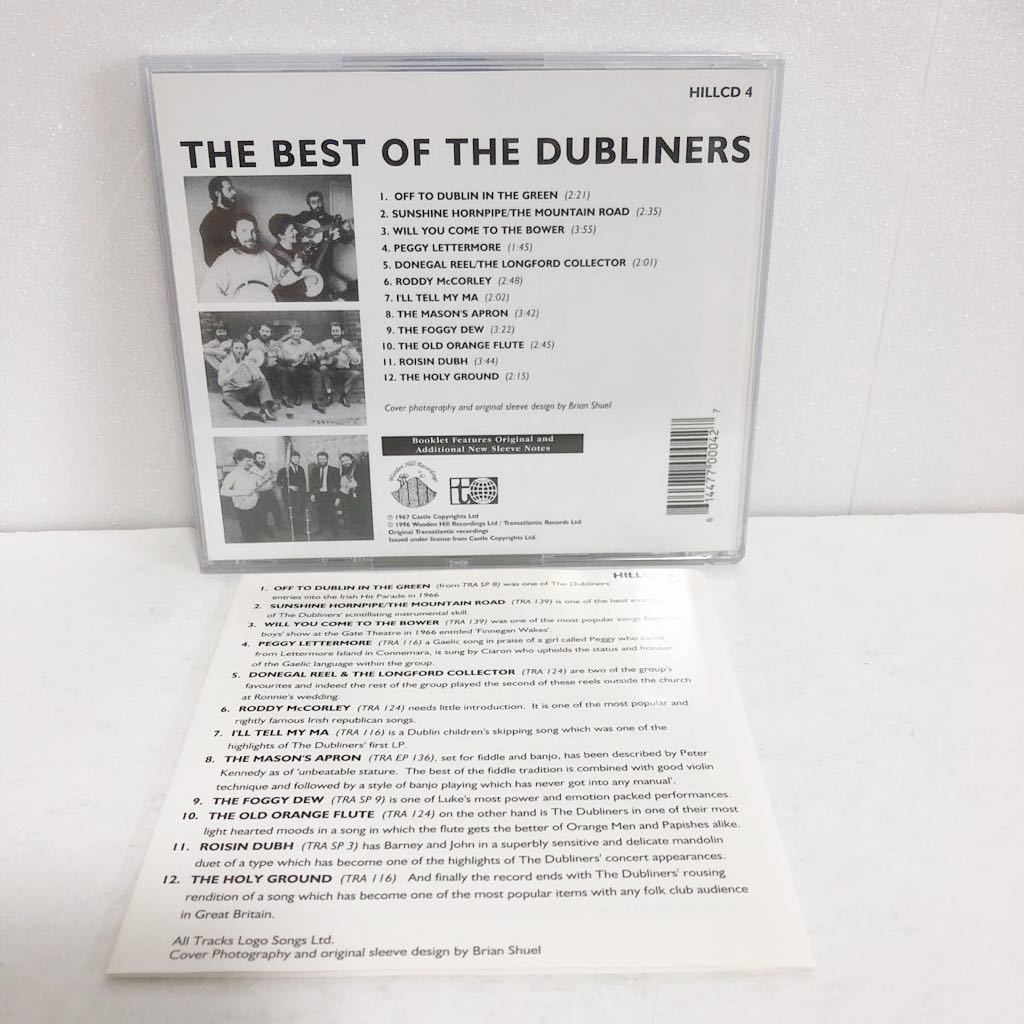 HILLCD 4
THE BEST OF THE DUBLINERS
1. OFF TO DUBLIN IN THE GREEN (2:21)
2. SUNSHINE HORNPIPE/THE MOUNTAIN ROAD (2:35)
3. WILL YOU COME TO THE BOWER (3:55)
4. PEGGY LETTERMORE (1:45)
5. DONEGAL REEL/THE LONGFORD COLLECTOR (2:01)
6. RODDY McCORLEY (2:48)
7. I'LL TELL MY MA (2:02)
8. THE MASON'S APRON (3:42)
9. THE FOGGY DEW (3:22)
10. THE OLD ORANGE FLUTE (2:45)
11. ROISIN DUBH (3:44)
12. THE HOLY GROUND (2:15)
Cover photography and original sleeve design by Brian Shuel
Booklet Features Original and
Additional New Sleeve Notes
Wooden Hill Recordings
℗ 1967 Castle Copyrights Ltd
© 1996 Wooden Hill Recordings Ltd / Transatlantic Records Ltd
Original Transatlantic recordings
Issued under license from Castle Copyrights Ltd.
6 14477 00042 7
HILLCD 4
1. OFF TO DUBLIN IN THE GREEN (from TRA SP 8) was one of The Dubliners'
entries into the Irish Hit Parade in 1966.
2. SUNSHINE HORNPIPE/THE MOUNTAIN ROAD (TRA 139) is one of the best
of The Dubliners' scintillating instrumental skill.
3. WILL YOU COME TO THE BOWER (TRA 139) was one of the most popular songs from
boys' show at the Gate Theatre in 1966 entitled 'Finnegan Wakes'.
4. PEGGY LETTERMORE (TRA 116) a Gaelic song in praise of a girl called Peggy who came
from Lettermore Island in Connemara, is sung by Ciaron who upholds the status and honour
of the Gaelic language within the group.
5. DONEGAL REEL & THE LONGFORD COLLECTOR (TRA 124) are two of the group's
favourites and indeed the rest of the group played the second of these reels outside the church
at Ronnie's wedding.
6. RODDY McCORLEY (TRA 124) needs little introduction. It is one of the most popular and
rightly famous Irish republican songs.
7. I'LL TELL MY MA (TRA 116) is a Dublin children's skipping song which was one of the
highlights of The Dubliners' first LP.
8. THE MASON'S APRON (TRA EP 136), set for fiddle and banjo, has been described by Peter
Kennedy as of 'unbeatable stature. The best of the fiddle tradition is combined with good violin
technique and followed by a style of banjo playing which has never got into any manual'.
9. THE FOGGY DEW (TRA SP 9) is one of Luke's most power and emotion packed performances.
10. THE OLD ORANGE FLUTE (TRA 124) on the other hand is The Dubliners in one of their most
light hearted moods in a song in which the flute gets the better of Orange Men and Papishes alike.
11. ROISIN DUBH (TRA SP 3) has Barney and John in a superbly sensitive and delicate mandolin
duet of a type which has become one of the highlights of The Dubliners' concert appearances.
12. THE HOLY GROUND (TRA 116) And finally the record ends with The Dubliners' rousing
rendition of a song which has become one of the most popular items with any folk club audience
in Great Britain.
All Tracks Logo Songs Ltd.
Cover Photography and original sleeve design by Brian Shuel